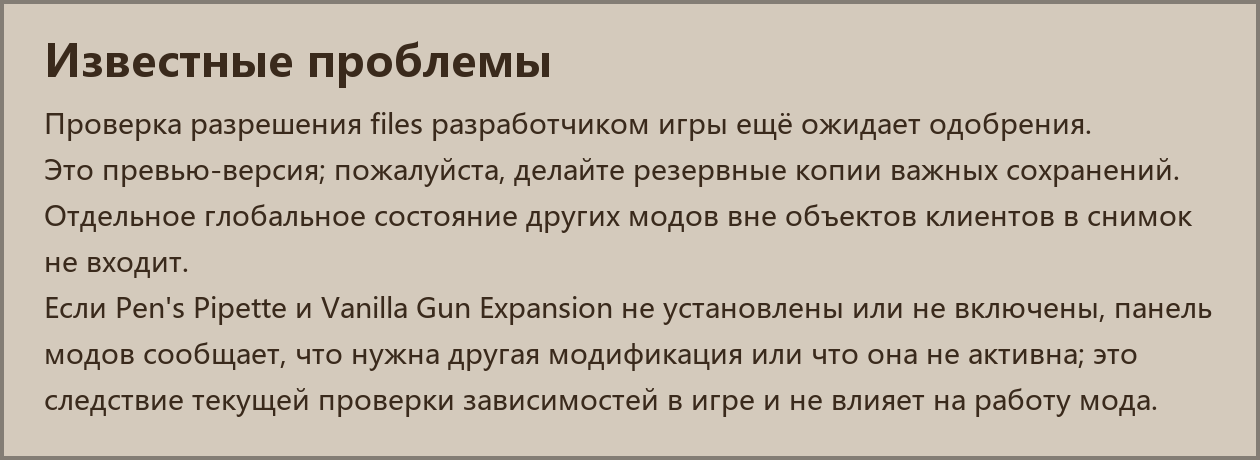 Известные проблемы
Проверка разрешения files разработчиком игры ещё ожидает одобрения.
Это превью-версия; пожалуйста, делайте резервные копии важных сохранений.
Отдельное глобальное состояние других модов вне объектов клиентов в снимок
не входит.
Если Pen's Pipette и Vanilla Gun Expansion не установлены или не включены, панель
модов сообщает, что нужна другая модификация или что она не активна; это
следствие текущей проверки зависимостей в игре и не влияет на работу мода.